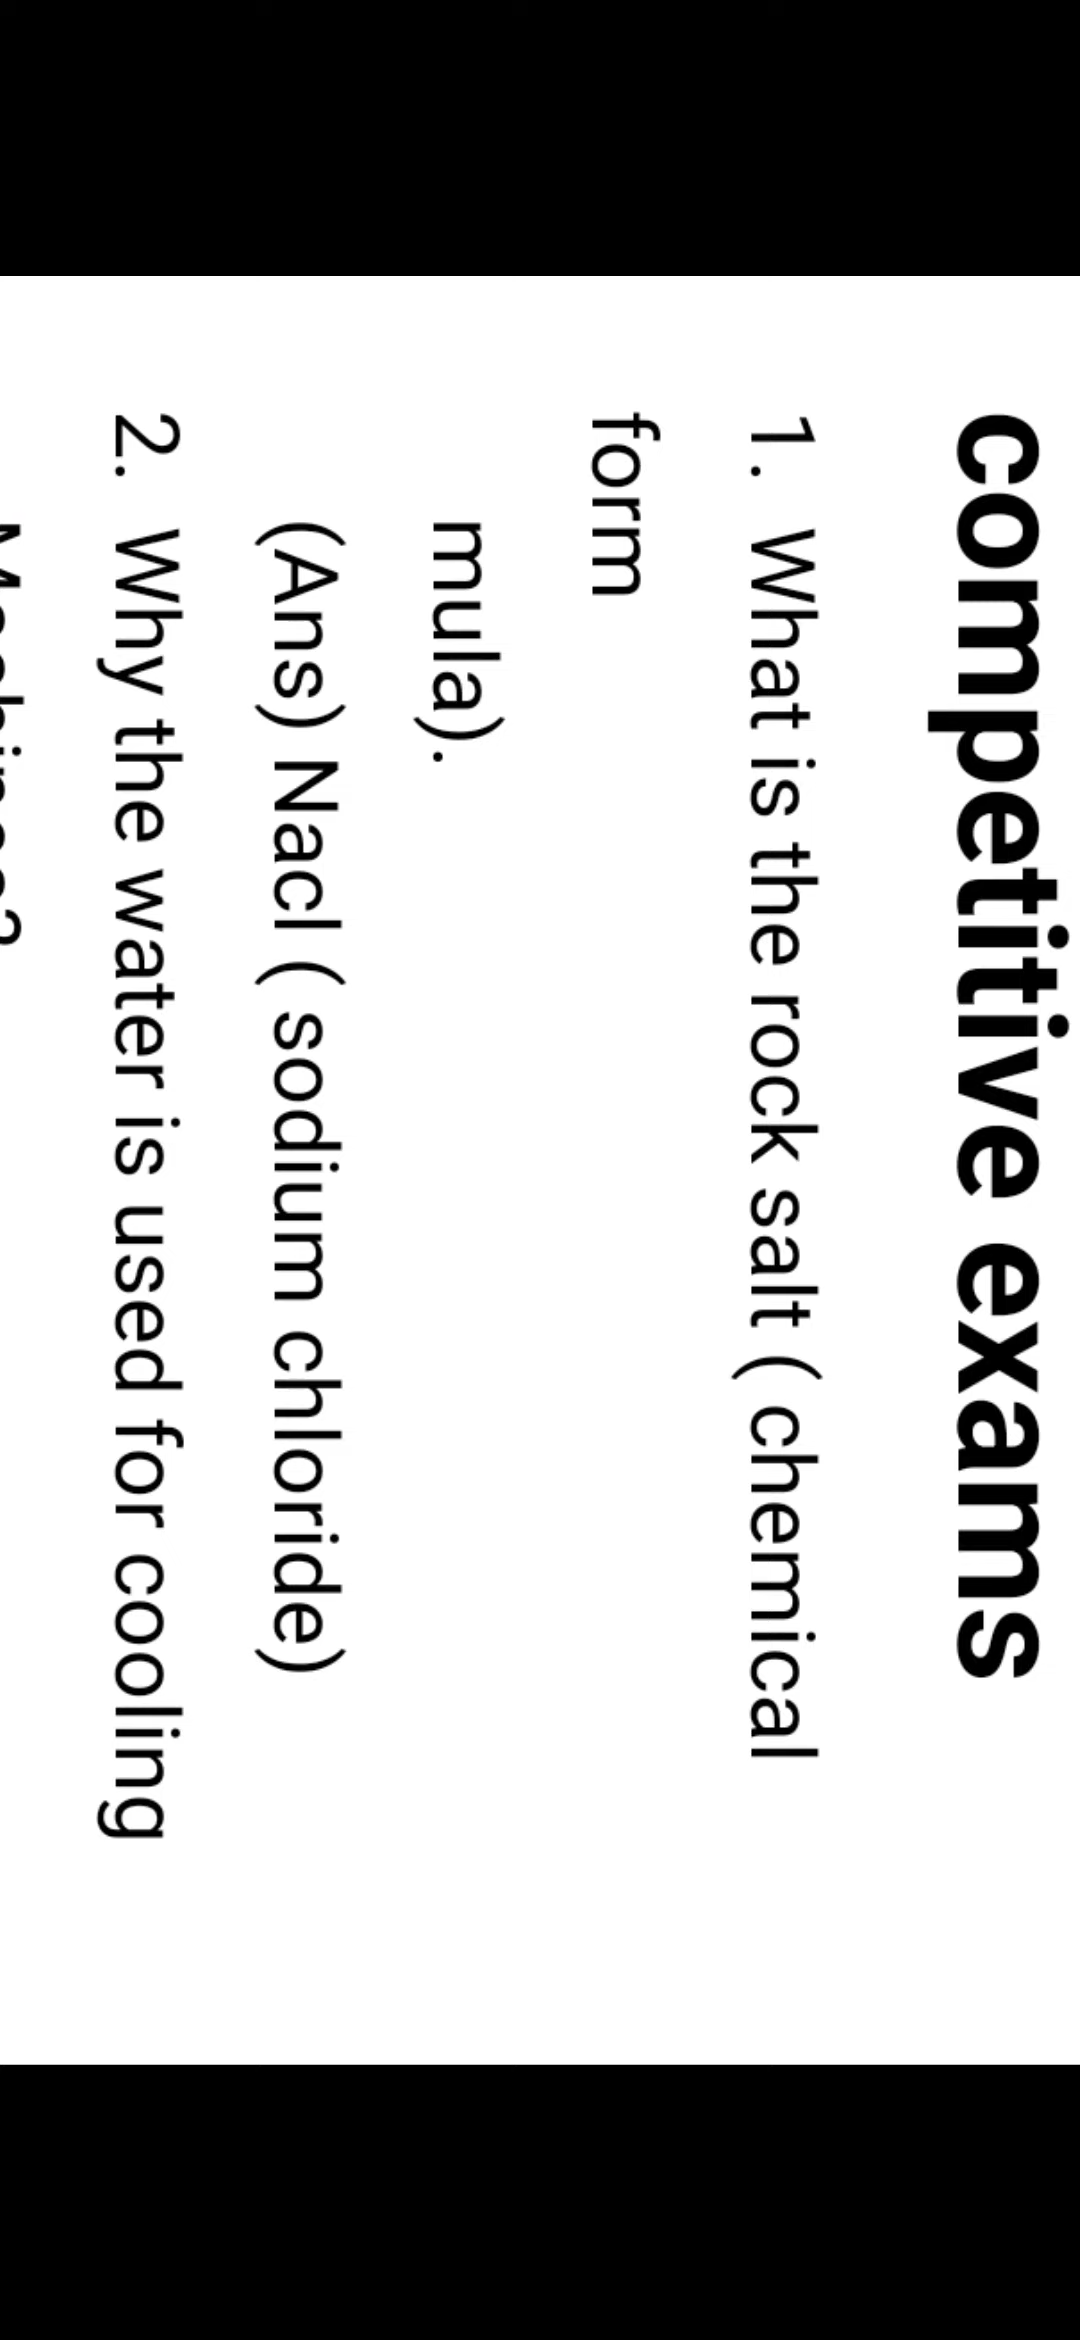 competitive exams
1. What is the rock salt ( chemical
form
mula).
(Ans) Nacl ( sodium chloride)
2. Why the water is used for cooling